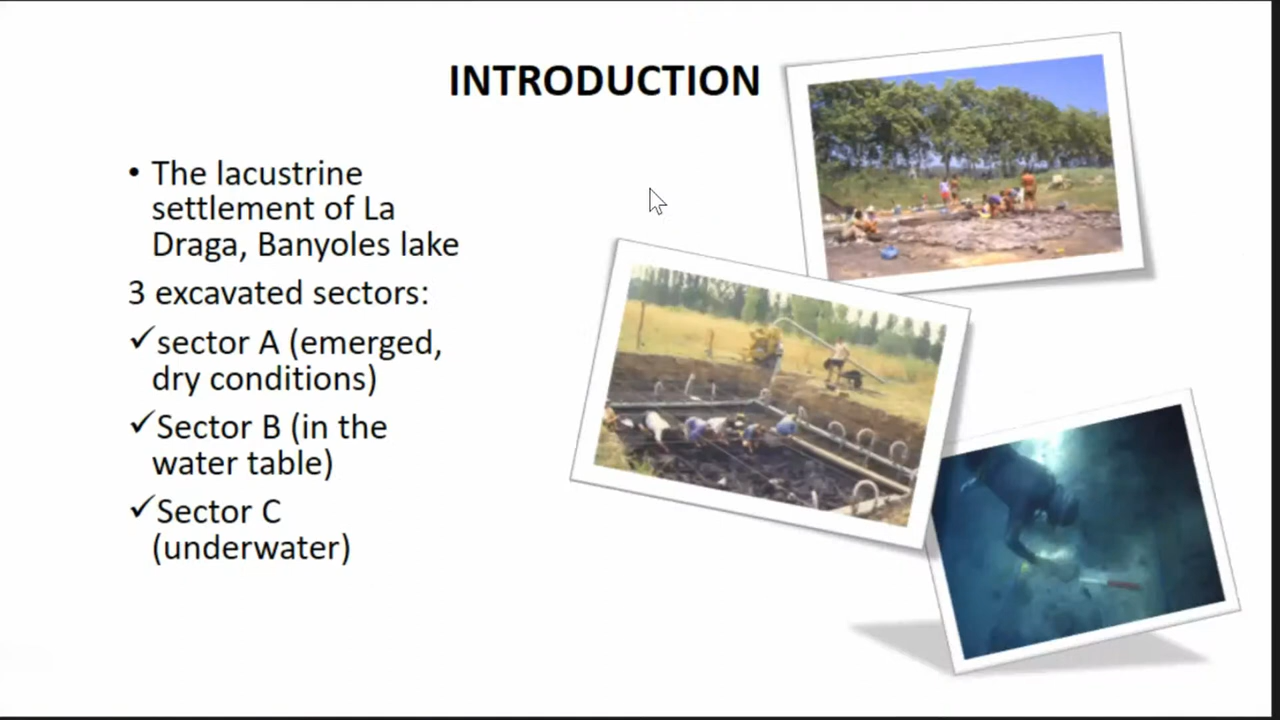 INTRODUCTION
• The lacustrine
settlement of La
Draga, Banyoles lake
3 excavated sectors:
✓sector A (emerged,
dry conditions)
✓Sector B (in the
water table)
✓Sector C
(underwater)